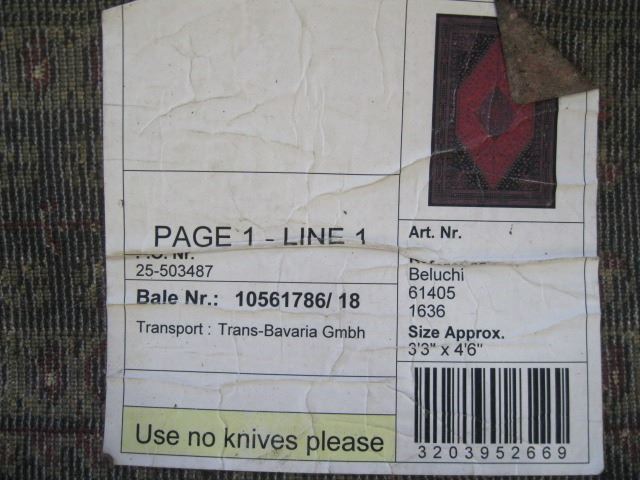 PAGE 1 - LINE 1
P.O. Nr.
25-503487
Bale Nr.: 10561786/ 18
Transport : Trans-Bavaria Gmbh
Use no knives please
Art. Nr.
Beluchi
61405
1636
Size Approx.
3'3" x 4'6"
3203952669